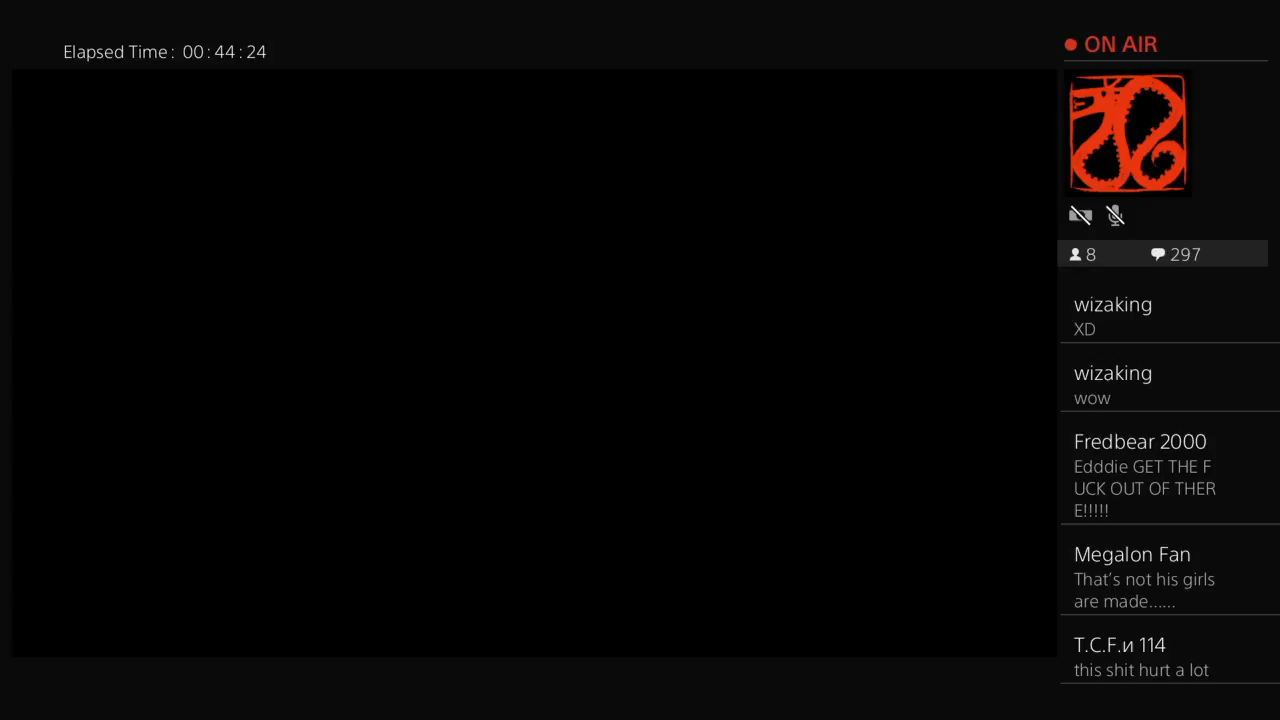 Elapsed Time: 00:44:24
ON AIR
8 297
wizaking
XD
wizaking
wow
Fredbear 2000
Edddie GET THE F
UCK OUT OF THER
E!!!!!
Megalon Fan
That’s not his girls
are made......
T.C.F.и 114
this shit hurt a lot